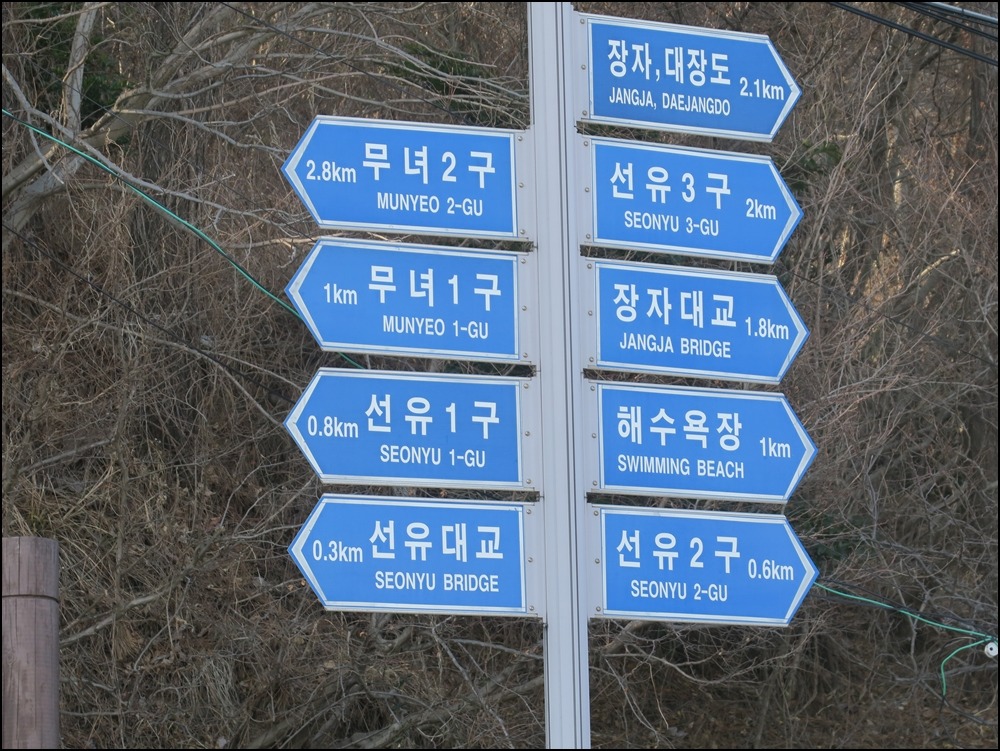 장자,대장도 2.1km
JANGJA, DAEJANGDO
2.8km 무녀2구
MUNYEO 2-GU
선유3구 2km
SEONYU 3-GU
1km 무녀1구
MUNYEO 1-GU
장자대교 1.8km
JANGJA BRIDGE
0.8km 선유1구
SEONYU 1-GU
해수욕장 1km
SWIMMING BEACH
0.3km 선유대교
SEONYU BRIDGE
선유2구 0.6km
SEONYU 2-GU